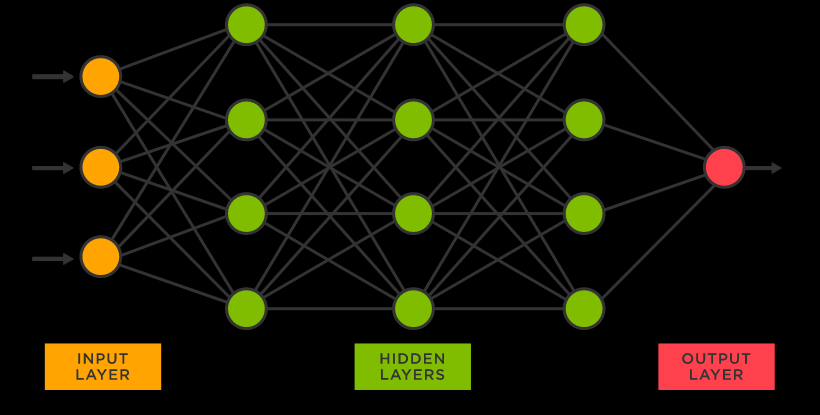 INPUT
LAYER
HIDDEN
LAYERS
OUTPUT
LAYER